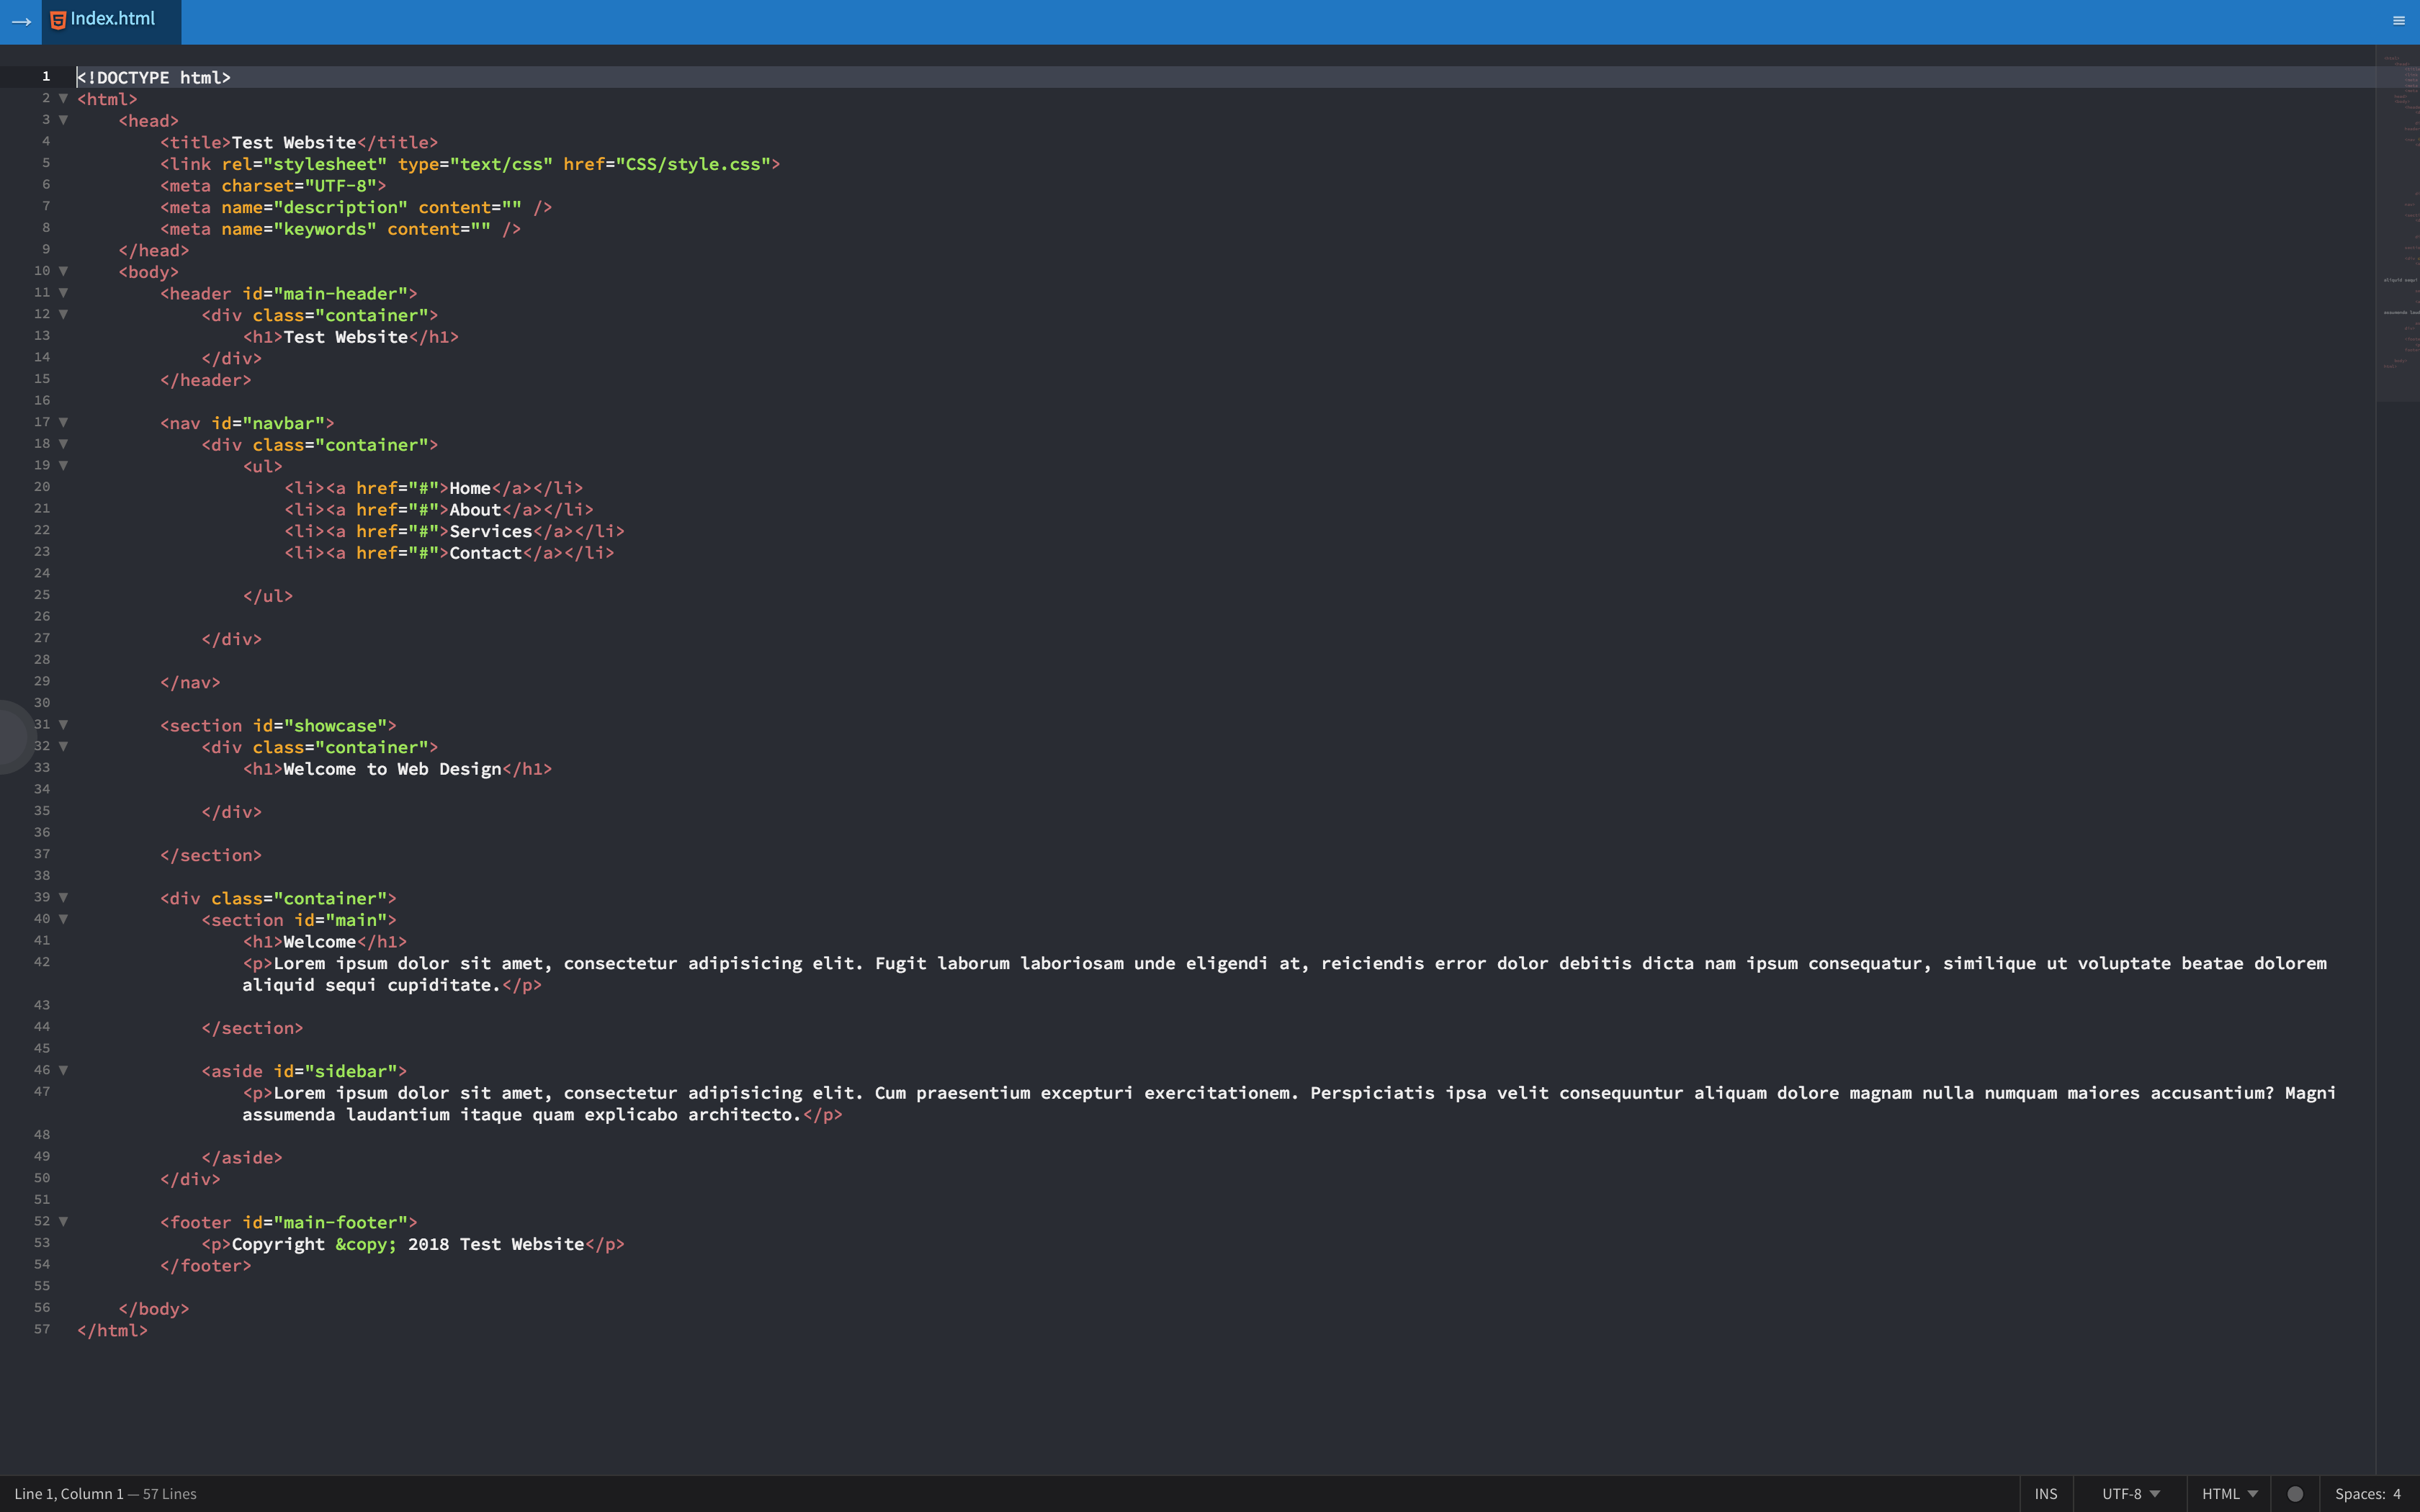 → Index.html ≡
1 <!DOCTYPE html>
2 ▼ <html>
3 ▼     <head>
4         <title>Test Website</title>
5         <link rel="stylesheet" type="text/css" href="CSS/style.css">
6         <meta charset="UTF-8">
7         <meta name="description" content="" />
8         <meta name="keywords" content="" />
9     </head>
10 ▼     <body>
11 ▼         <header id="main-header">
12 ▼             <div class="container">
13                 <h1>Test Website</h1>
14             </div>
15         </header>
16
17 ▼         <nav id="navbar">
18 ▼             <div class="container">
19 ▼                 <ul>
20                     <li><a href="#">Home</a></li>
21                     <li><a href="#">About</a></li>
22                     <li><a href="#">Services</a></li>
23                     <li><a href="#">Contact</a></li>
24
25                 </ul>
26
27             </div>
28
29         </nav>
30
31 ▼         <section id="showcase">
32 ▼             <div class="container">
33                 <h1>Welcome to Web Design</h1>
34
35             </div>
36
37         </section>
38
39 ▼         <div class="container">
40 ▼             <section id="main">
41                 <h1>Welcome</h1>
42                 <p>Lorem ipsum dolor sit amet, consectetur adipisicing elit. Fugit laborum laboriosam unde eligendi at, reiciendis error dolor debitis dicta nam ipsum consequatur, similique ut voluptate beatae dolorem
                aliquid sequi cupiditate.</p>
43
44             </section>
45
46 ▼             <aside id="sidebar">
47                 <p>Lorem ipsum dolor sit amet, consectetur adipisicing elit. Cum praesentium excepturi exercitationem. Perspiciatis ipsa velit consequuntur aliquam dolore magnam nulla numquam maiores accusantium? Magni
                assumenda laudantium itaque quam explicabo architecto.</p>
48
49             </aside>
50         </div>
51
52 ▼         <footer id="main-footer">
53             <p>Copyright &copy; 2018 Test Website</p>
54         </footer>
55
56     </body>
57 </html>
Line 1, Column 1 — 57 Lines INS UTF-8 ▼ HTML ▼ Spaces: 4